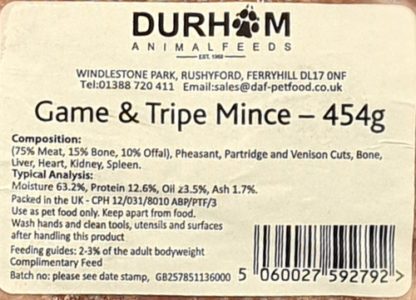 DURHAM
ANIMALFEEDS
EST. 1968
WINDLESTONE PARK, RUSHYFORD, FERRYHILL DL17 0NF
Tel:01388 720 411 Email:sales@daf-petfood.co.uk
Game & Tripe Mince – 454g
Composition:
(75% Meat, 15% Bone, 10% Offal), Pheasant, Partridge and Venison Cuts, Bone,
Liver, Heart, Kidney, Spleen.
Typical Analysis:
Moisture 63.2%, Protein 12.6%, Oil 23.5%, Ash 1.7%.
Packed in the UK - CPH 12/031/8010 ABP/PTF/3
Use as pet food only. Keep apart from food.
Wash hands and clean tools, utensils and surfaces
after handling this product
Feeding guides: 2-3% of the adult bodyweight
Complimentary Feed
Batch no: please see date stamp, GB257851136000
5 060027 592792 >